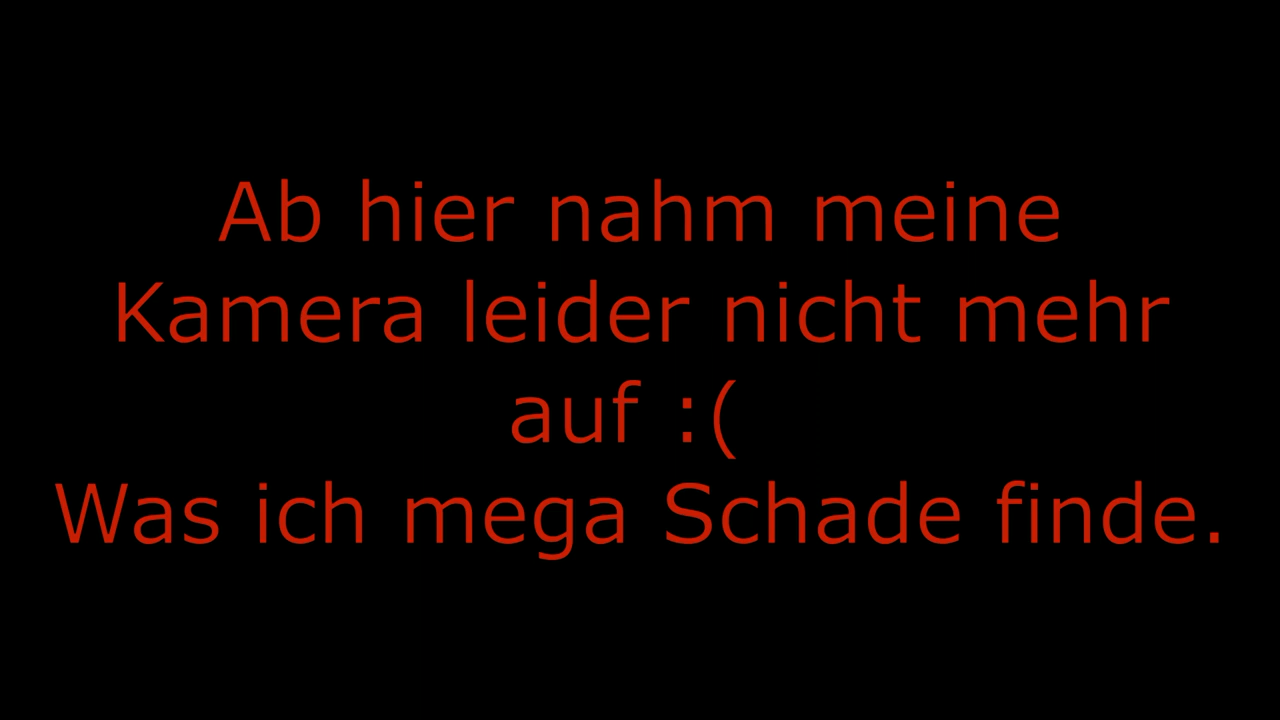 Ab hier nahm meine
Kamera leider nicht mehr
auf :(
Was ich mega Schade finde.